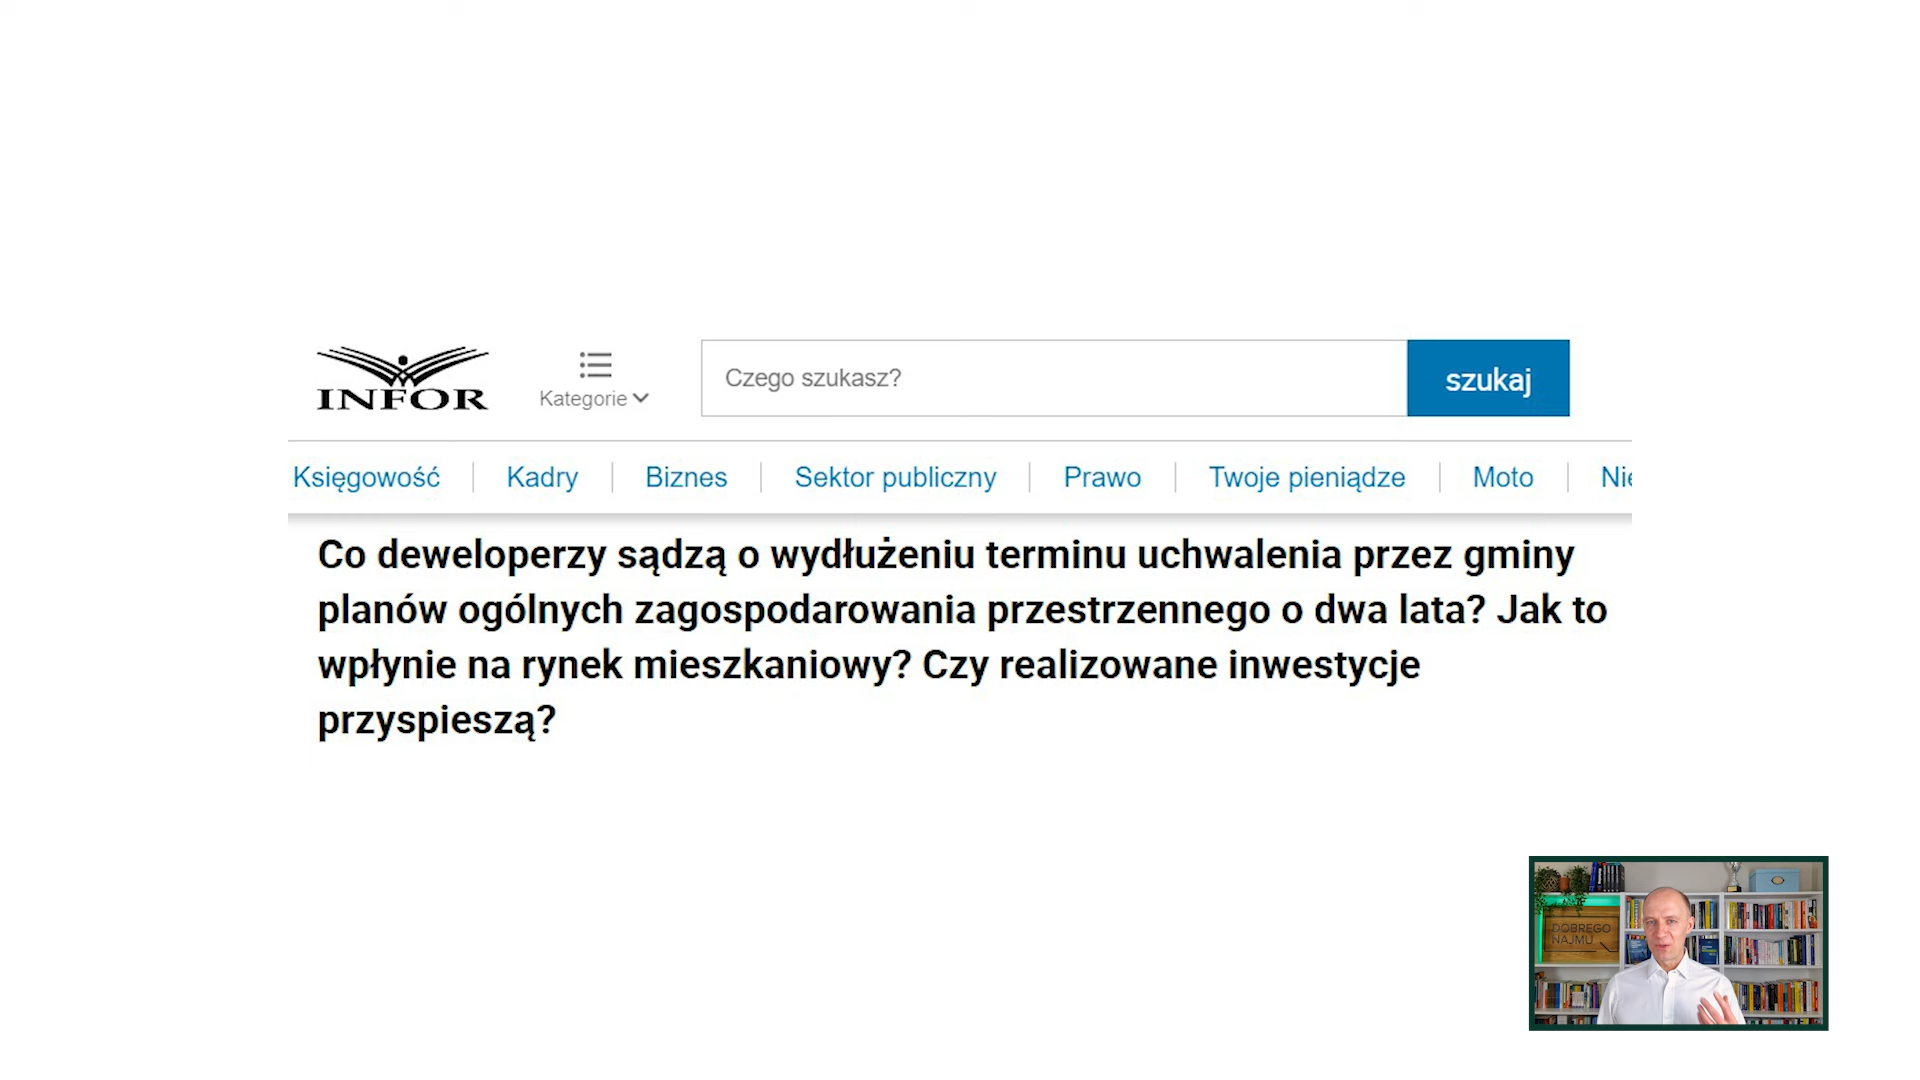 INFOR
Kategorie
Czego szukasz?
szukaj
Księgowość
Kadry
Biznes
Sektor publiczny
Prawo
Twoje pieniądze
Moto
Co deweloperzy sądzą o wydłużeniu terminu uchwalenia przez gminy
planów ogólnych zagospodarowania przestrzennego o dwa lata? Jak to
wpłynie na rynek mieszkaniowy? Czy realizowane inwestycje
przyspieszą?
DOBREGO
NAJMU